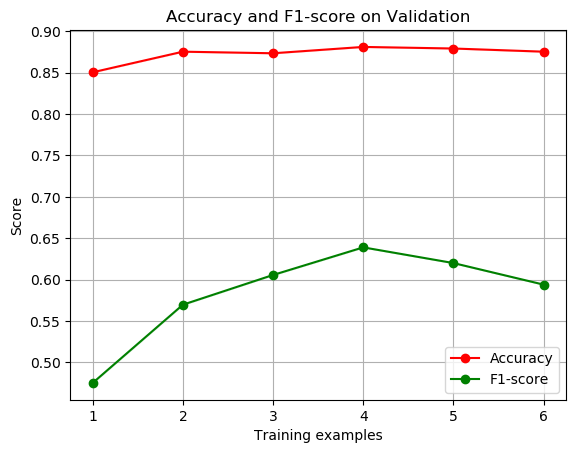 Accuracy and F1-score on Validation
0.90
0.85
0.80
0.75
0.70
0.65
0.60
0.55
0.50
Score
1 2 3 4 5 6
Training examples
Accuracy
F1-score